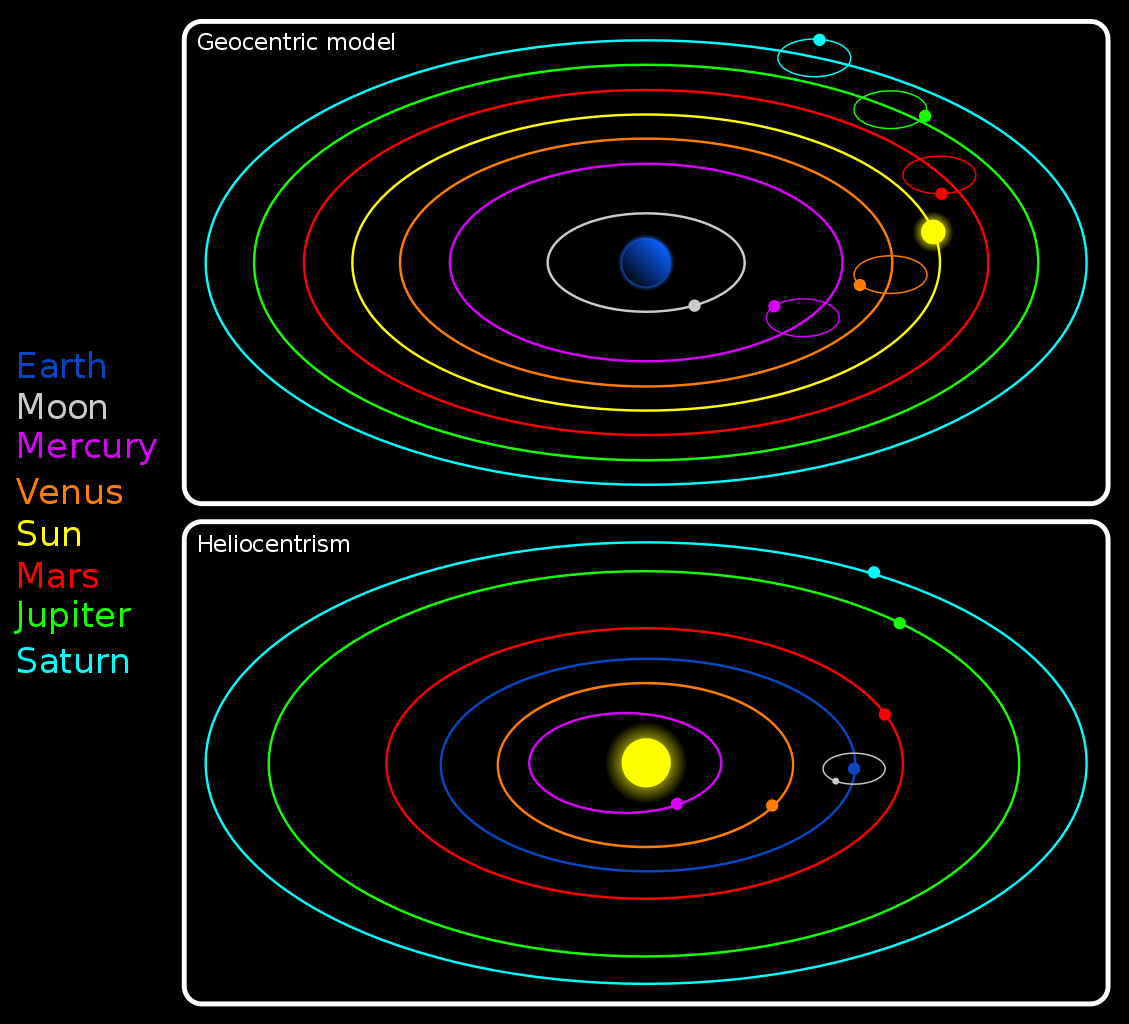 Geocentric model
Earth
Moon
Mercury
Venus
Sun
Mars
Jupiter
Saturn
Heliocentrism